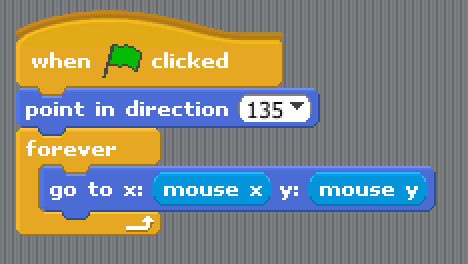 when clicked
point in direction 135
forever
go to x: mouse x y: mouse y